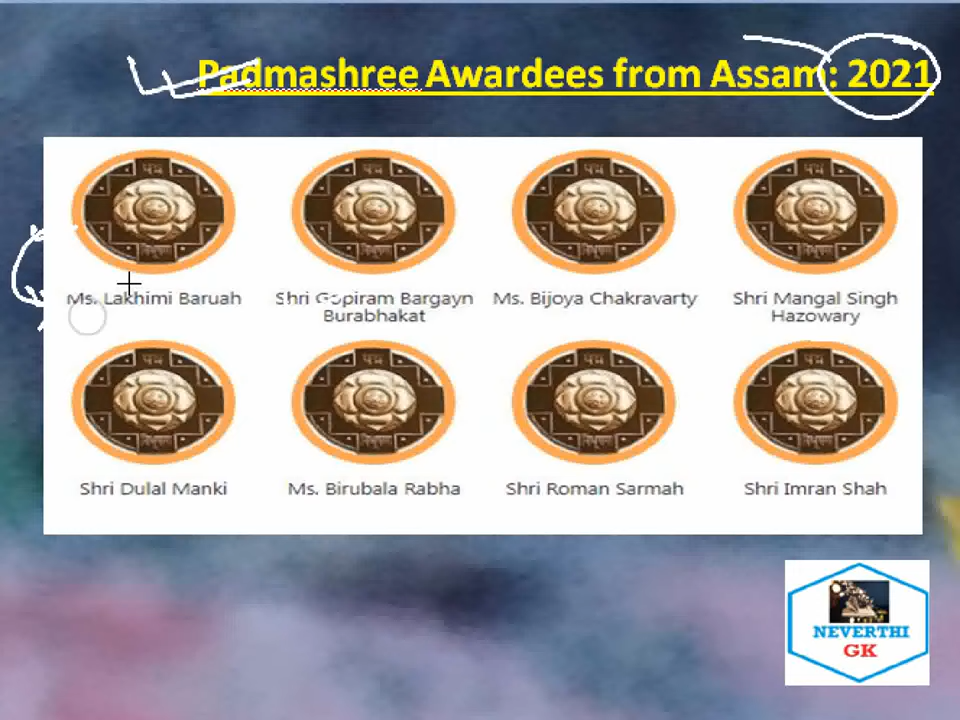 Padmashree Awardees from Assam: 2021
Ms. Lakhimi Baruah
Shri Gopiram Bargayn
Burabhakat
Ms. Bijoya Chakravarty
Shri Mangal Singh
Hazowary
Shri Dulal Manki
Ms. Birubala Rabha
Shri Roman Sarmah
Shri Imran Shah
NEVERTHI
GK